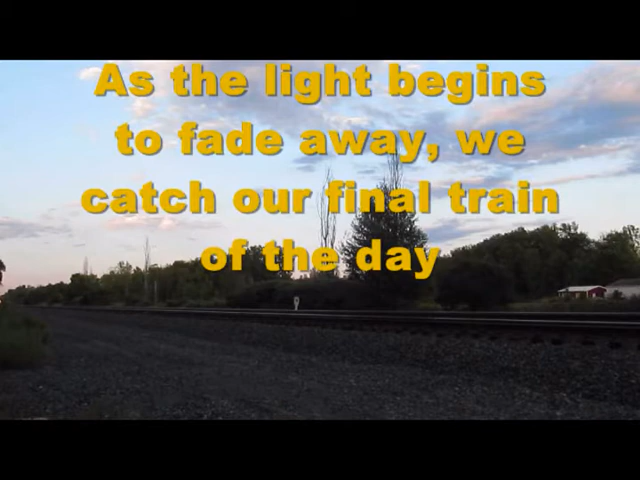 As the light begins
to fade away, we
catch our final train
of the day